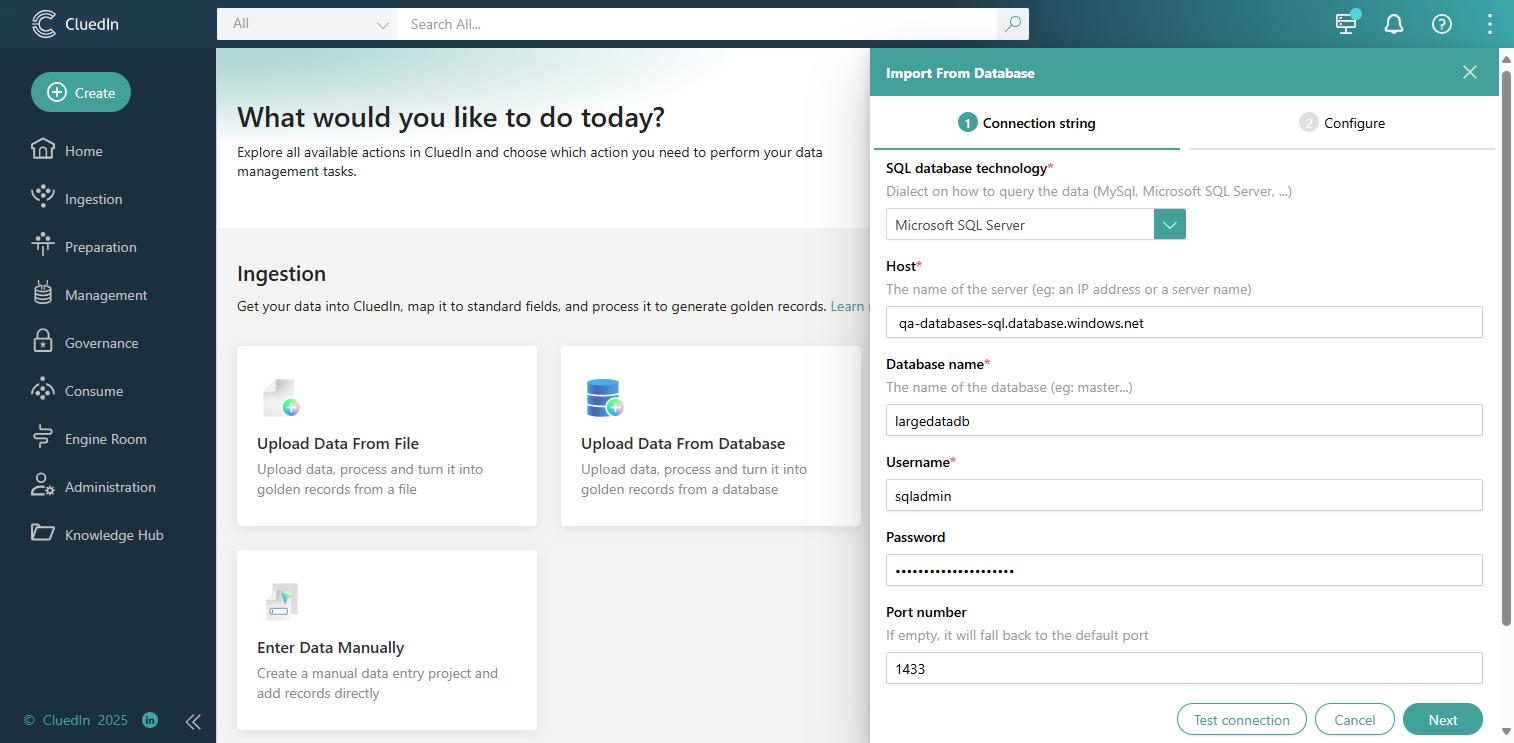 CluedIn
All
Search All...
Create
Home
Ingestion
Preparation
Management
Governance
Consume
Engine Room
Administration
Knowledge Hub
© CluedIn 2025
in
What would you like to do today?
Explore all available actions in CluedIn and choose which action you need to perform your data
management tasks.
Ingestion
Get your data into CluedIn, map it to standard fields, and process it to generate golden records. Learn
Upload Data From File
Upload data, process and turn it into
golden records from a file
Upload Data From Database
Upload data, process and turn it into
golden records from a database
Enter Data Manually
Create a manual data entry project and
add records directly
Import From Database
1 Connection string
2 Configure
SQL database technology*
Dialect on how to query the data (MySql, Microsoft SQL Server, ...)
Microsoft SQL Server
Host*
The name of the server (eg: an IP address or a server name)
qa-databases-sql.database.windows.net
Database name*
The name of the database (eg: master...)
largedatadb
Username*
sqladmin
Password
•••••••••••••••••••••
Port number
If empty, it will fall back to the default port
1433
Test connection
Cancel
Next